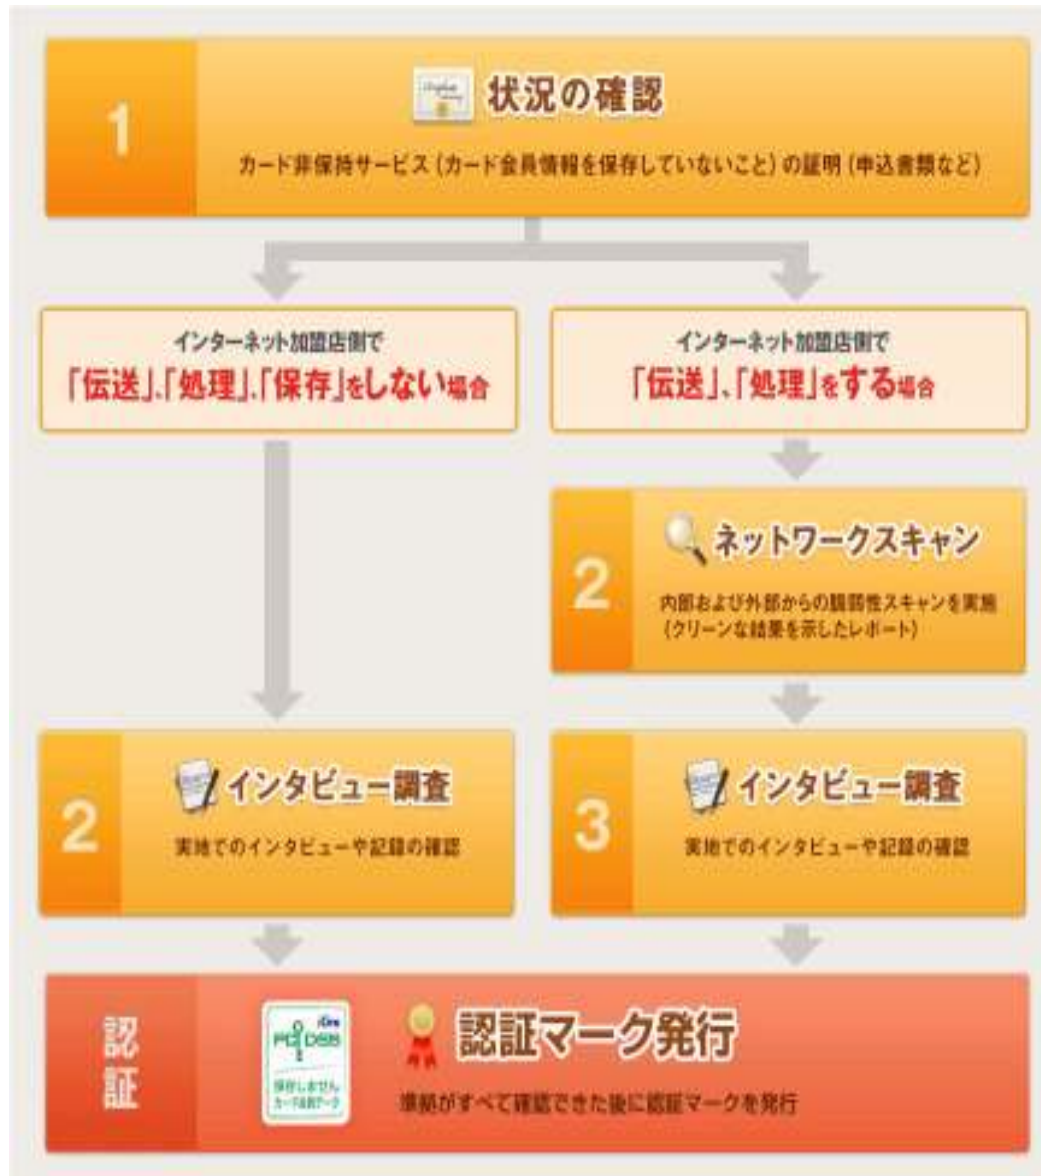 1
状況の確認
カード非保持サービス（カード会員情報を保存していないこと）の証明（申込書類など）
インターネット加盟店側で
「伝送」、「処理」、「保存」をしない場合
インターネット加盟店側で
「伝送」、「処理」をする場合
2
ネットワークスキャン
内部および外部からの脆弱性スキャンを実施
（クリーンな結果を示したレポート）
2
インタビュー調査
実地でのインタビューや記録の確認
3
インタビュー調査
実地でのインタビューや記録の確認
認証
PCI DSS
保存しません
認証マーク発行
準拠がすべて確認できた後に認証マークを発行